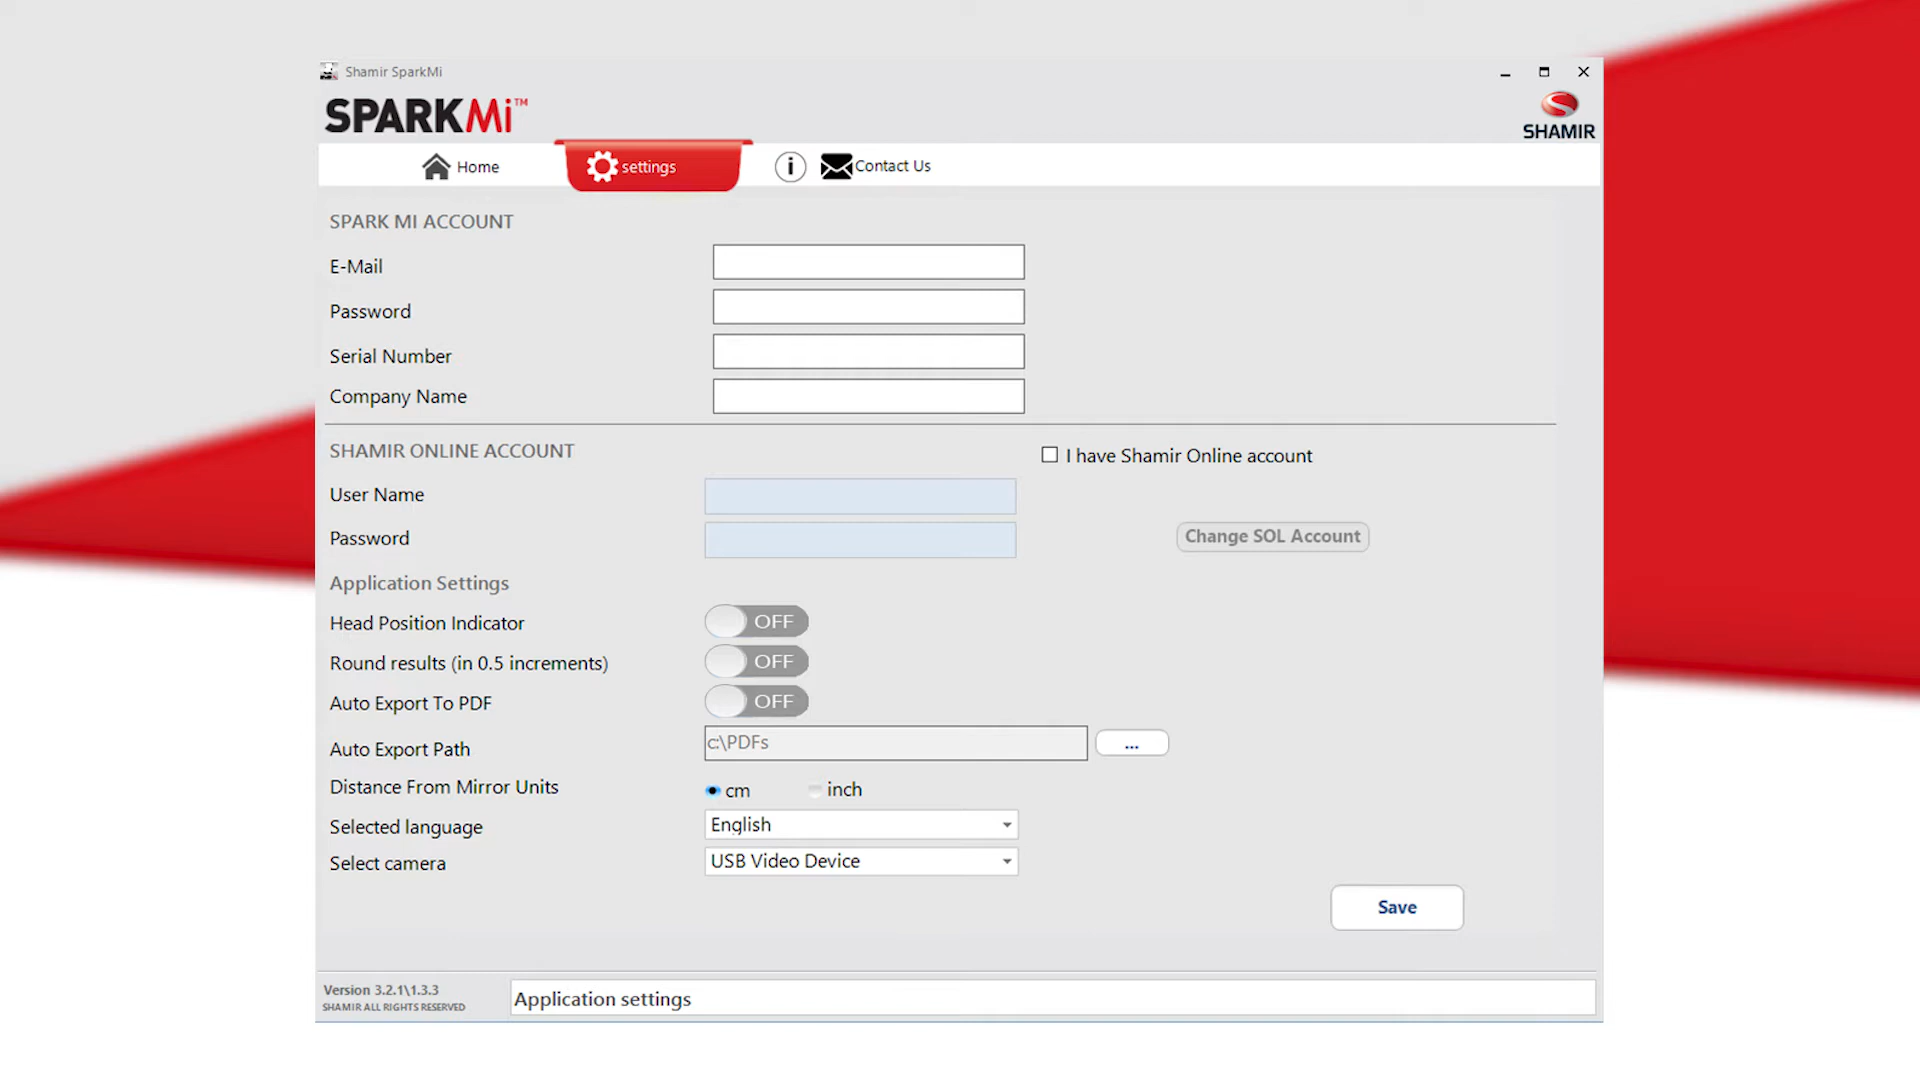 Shamir SparkMi
SPARKMi™
SHAMIR
Home
settings
i
Contact Us
SPARK MI ACCOUNT
E-Mail
Password
Serial Number
Company Name
SHAMIR ONLINE ACCOUNT
I have Shamir Online account
User Name
Password
Change SOL Account
Application Settings
Head Position Indicator
OFF
Round results (in 0.5 increments)
OFF
Auto Export To PDF
OFF
Auto Export Path
c:\PDFs
...
Distance From Mirror Units
cm
inch
Selected language
English
Select camera
USB Video Device
Save
Version 3.2.1\1.3.3
SHAMIR ALL RIGHTS RESERVED
Application settings